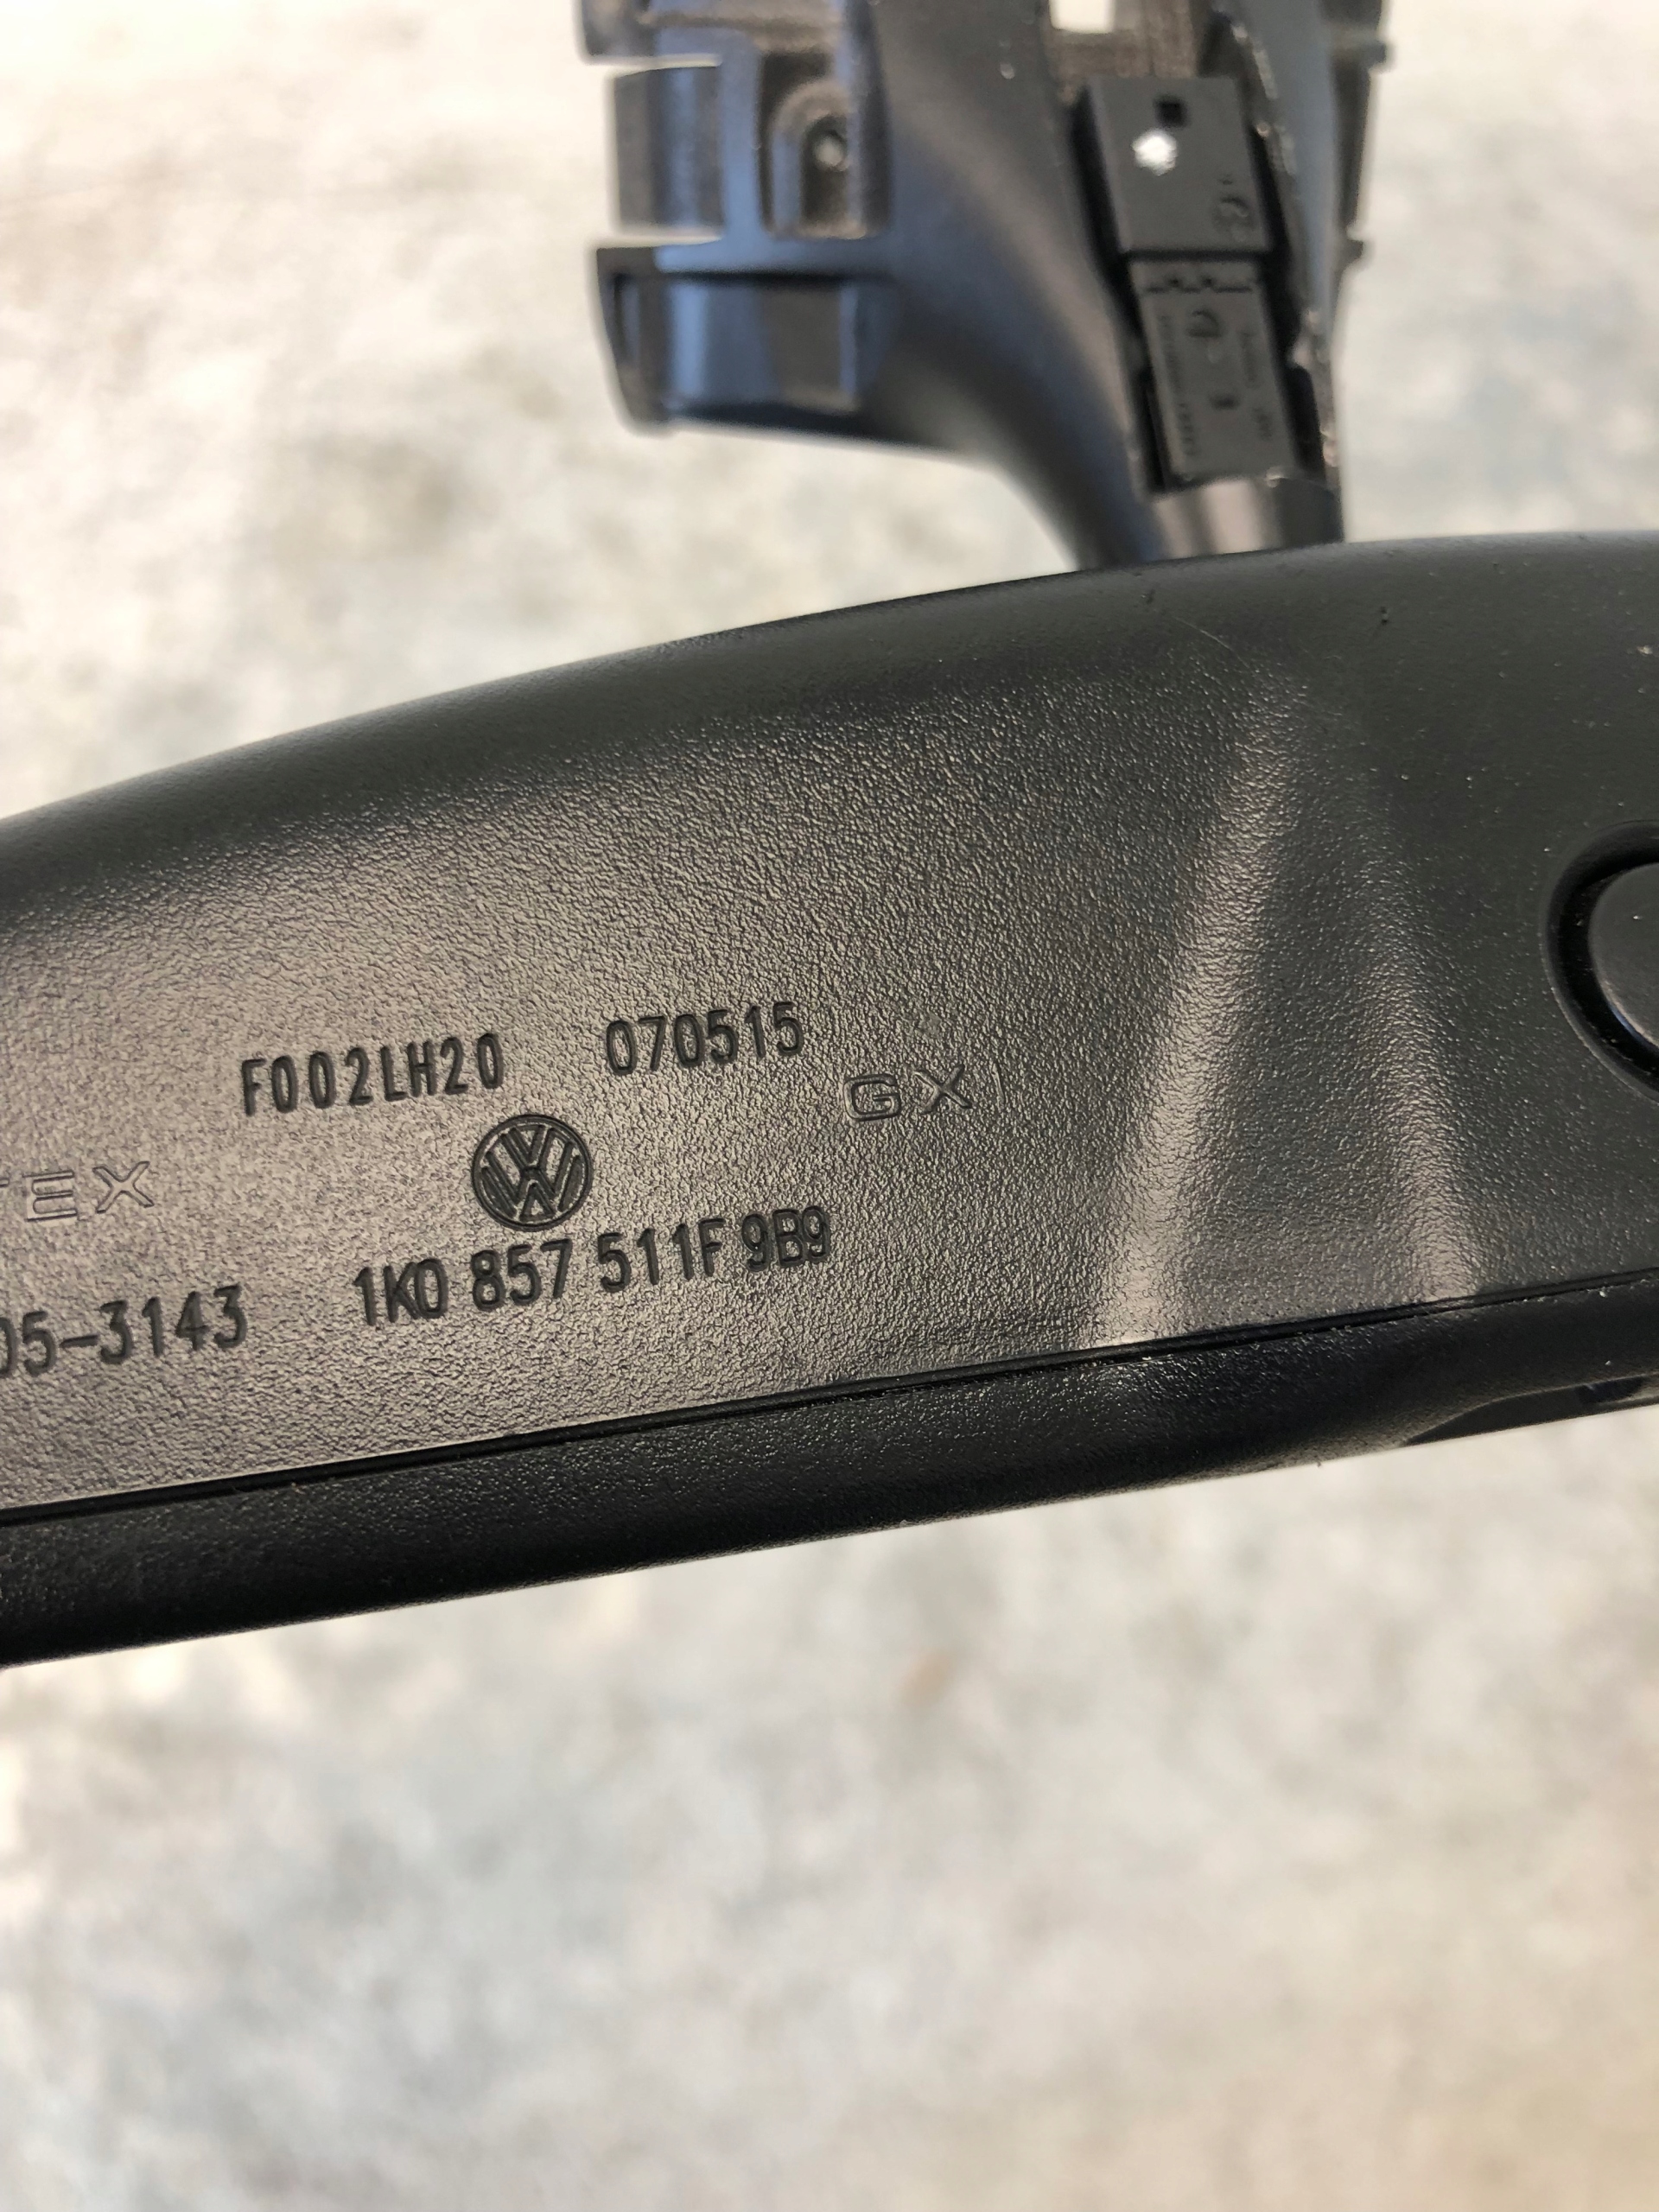 F002LH20 070515
TEX GX
1K0 857 511F 9B9
05-3143